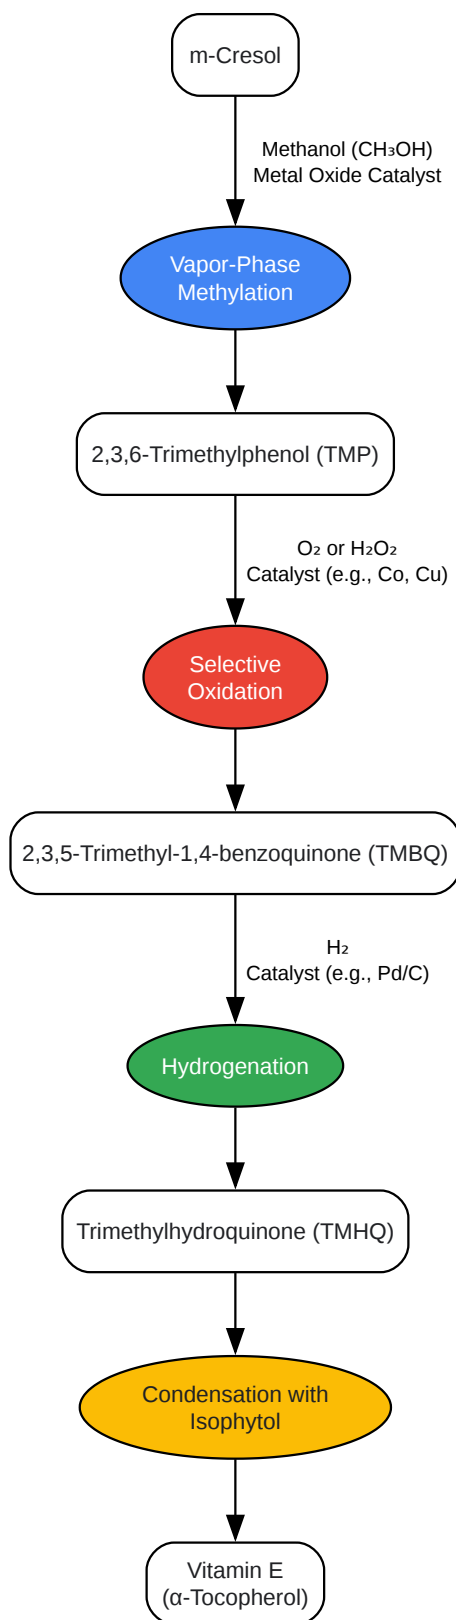 m-Cresol
Methanol (CH₃OH)
Metal Oxide Catalyst
Vapor-Phase
Methylation
2,3,6-Trimethylphenol (TMP)
O₂ or H₂O₂
Catalyst (e.g., Co, Cu)
Selective
Oxidation
2,3,5-Trimethyl-1,4-benzoquinone (TMBQ)
H₂
Catalyst (e.g., Pd/C)
Hydrogenation
Trimethylhydroquinone (TMHQ)
Condensation with
Isophytol
Vitamin E
(α-Tocopherol)